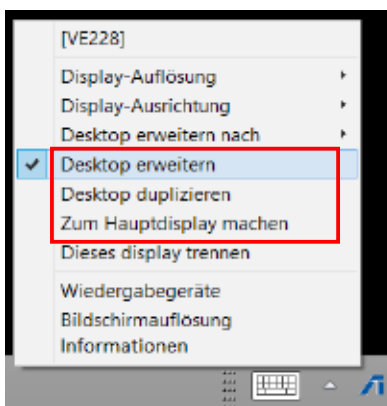 [VE228]
Display-Auflösung
Display-Ausrichtung
Desktop erweitern nach
Desktop erweitern
Desktop duplizieren
Zum Hauptdisplay machen
Dieses display trennen
Wiedergabegeräte
Bildschirmauflösung
Informationen